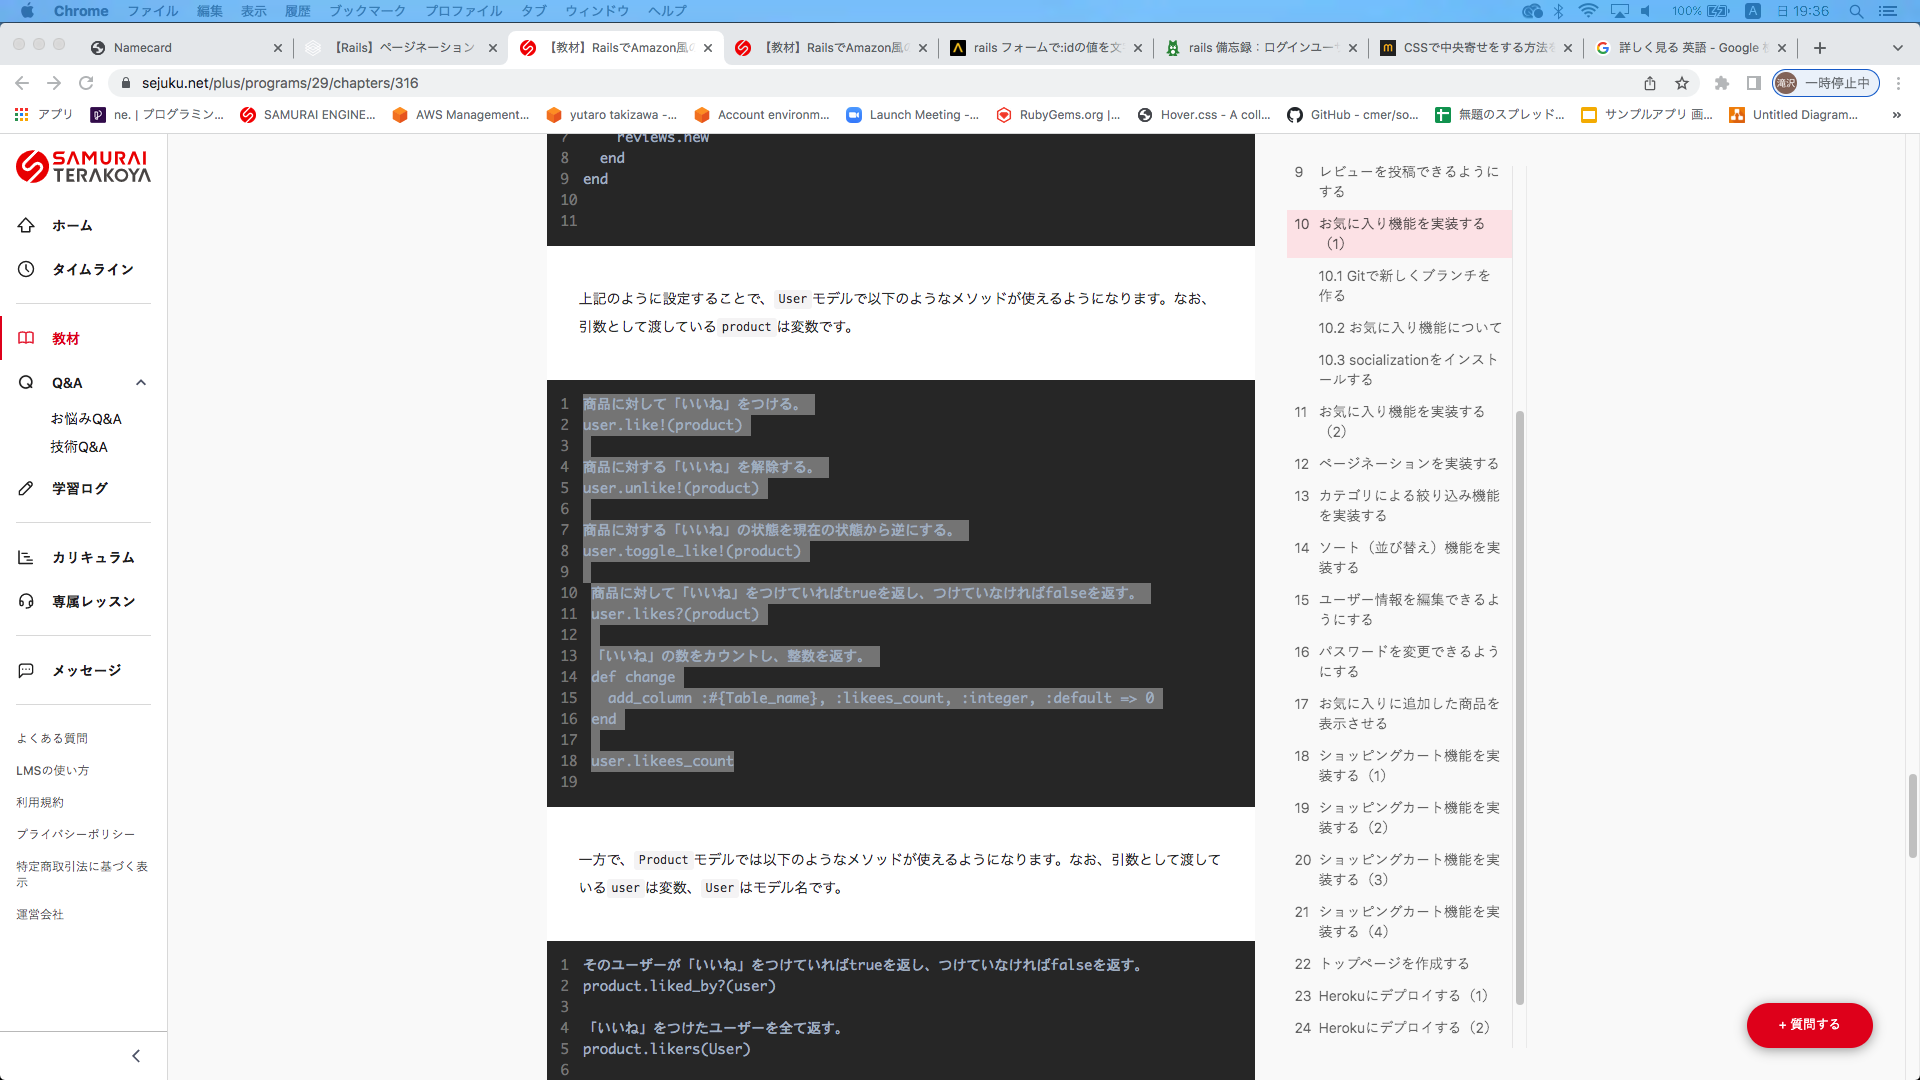 Chrome ファイル 編集 表示 履歴 ブックマーク プロファイル タブ ウィンドウ ヘルプ 100% A 日 19:36
Namecard
【Rails】ページネーション
【教材】RailsでAmazon風の
【教材】RailsでAmazon風の
rails フォームで:idの値を文
rails 備忘録：ログインユー
CSSで中央寄せをする方法
詳しく見る 英語 - Google
sejuku.net/plus/programs/29/chapters/316
滝沢 一時停止中
アプリ
ne. | プログラミン...
SAMURAI ENGINE...
AWS Management...
yutaro takizawa -...
Account environm...
Launch Meeting -...
RubyGems.org |...
Hover.css - A coll...
GitHub - cmer/so...
無題のスプレッド...
サンプルアプリ 画...
Untitled Diagram...
»
SAMURAI
TERAKOYA
ホーム
タイムライン
教材
Q&A
お悩みQ&A
技術Q&A
学習ログ
カリキュラム
専属レッスン
メッセージ
よくある質問
LMSの使い方
利用規約
プライバシーポリシー
特定商取引法に基づく表
示
運営会社
7 reviews.new
8 end
9 end
10
11
上記のように設定することで、Userモデルで以下のようなメソッドが使えるようになります。なお、
引数として渡しているproductは変数です。
1 商品に対して「いいね」をつける。
2 user.like!(product)
3
4 商品に対する「いいね」を解除する。
5 user.unlike!(product)
6
7 商品に対する「いいね」の状態を現在の状態から逆にする。
8 user.toggle_like!(product)
9
10 商品に対して「いいね」をつけていればtrueを返し、つけていなければfalseを返す。
11 user.likes?(product)
12
13 「いいね」の数をカウントし、整数を返す。
14 def change
15 add_column :#{Table_name}, :likees_count, :integer, :default => 0
16 end
17
18 user.likees_count
19
一方で、Productモデルでは以下のようなメソッドが使えるようになります。なお、引数として渡して
いるuserは変数、Userはモデル名です。
1 そのユーザーが「いいね」をつけていればtrueを返し、つけていなければfalseを返す。
2 product.liked_by?(user)
3
4 「いいね」をつけたユーザーを全て返す。
5 product.likers(User)
6
9 レビューを投稿できるように
する
10 お気に入り機能を実装する
（1）
10.1 Gitで新しくブランチを
作る
10.2 お気に入り機能について
10.3 socializationをインスト
ールする
11 お気に入り機能を実装する
（2）
12 ページネーションを実装する
13 カテゴリによる絞り込み機能
を実装する
14 ソート（並び替え）機能を実
装する
15 ユーザー情報を編集できるよ
うにする
16 パスワードを変更できるよう
にする
17 お気に入りに追加した商品を
表示させる
18 ショッピングカート機能を実
装する（1）
19 ショッピングカート機能を実
装する（2）
20 ショッピングカート機能を実
装する（3）
21 ショッピングカート機能を実
装する（4）
22 トップページを作成する
23 Herokuにデプロイする（1）
24 Herokuにデプロイする（2）
+ 質問する